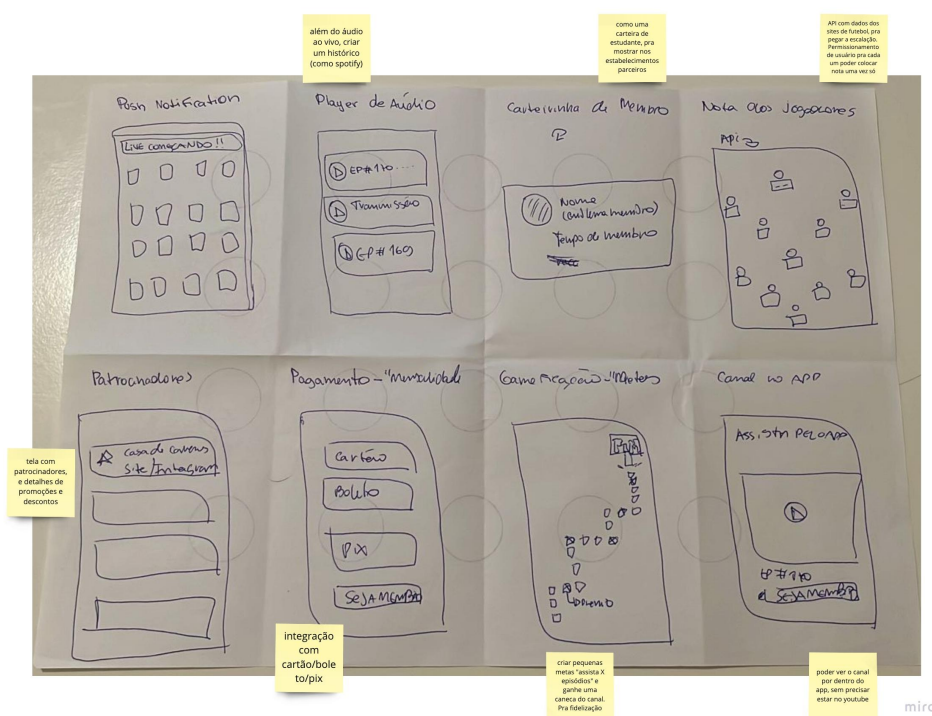 além do áudio
ao vivo, criar
um histórico
(como spotify)
como uma
carteira de
estudante, pra
mostrar nos
estabelecimentos
parceiros
API com dados dos
sites de futebol, pra
pegar a escalação.
Permissionamento
de usuário pra cada
um poder colocar
nota uma vez só
Posh Notification
Player de Aúdio
Carteirinha de Membro
Nota dos Jogadores
LIVE COMEÇANDO!!
EP#170....
Transmissão
EP#169
Nome
(membro)
Tempo de membro
API
Patrocinadores
Pagamento - "Mensalidade
Gameficação - "Metas
Canal no APP
Casa de Carnes
Site/Instagram
Cartão
Boleto
Pix
SEJA MEMBRO
FIM
PREMIO
ASSISTIR PELO APP
EP #170
SEJA MEMBRO
tela com
patrocinadores,
e detalhes de
promoções e
descontos
integração
com
cartão/bole
to/pix
criar pequenas
metas "assista X
episódios" e
ganhe uma
caneca do canal.
Pra fidelização
poder ver o canal
por dentro do
app, sem precisar
estar no youtube
miro